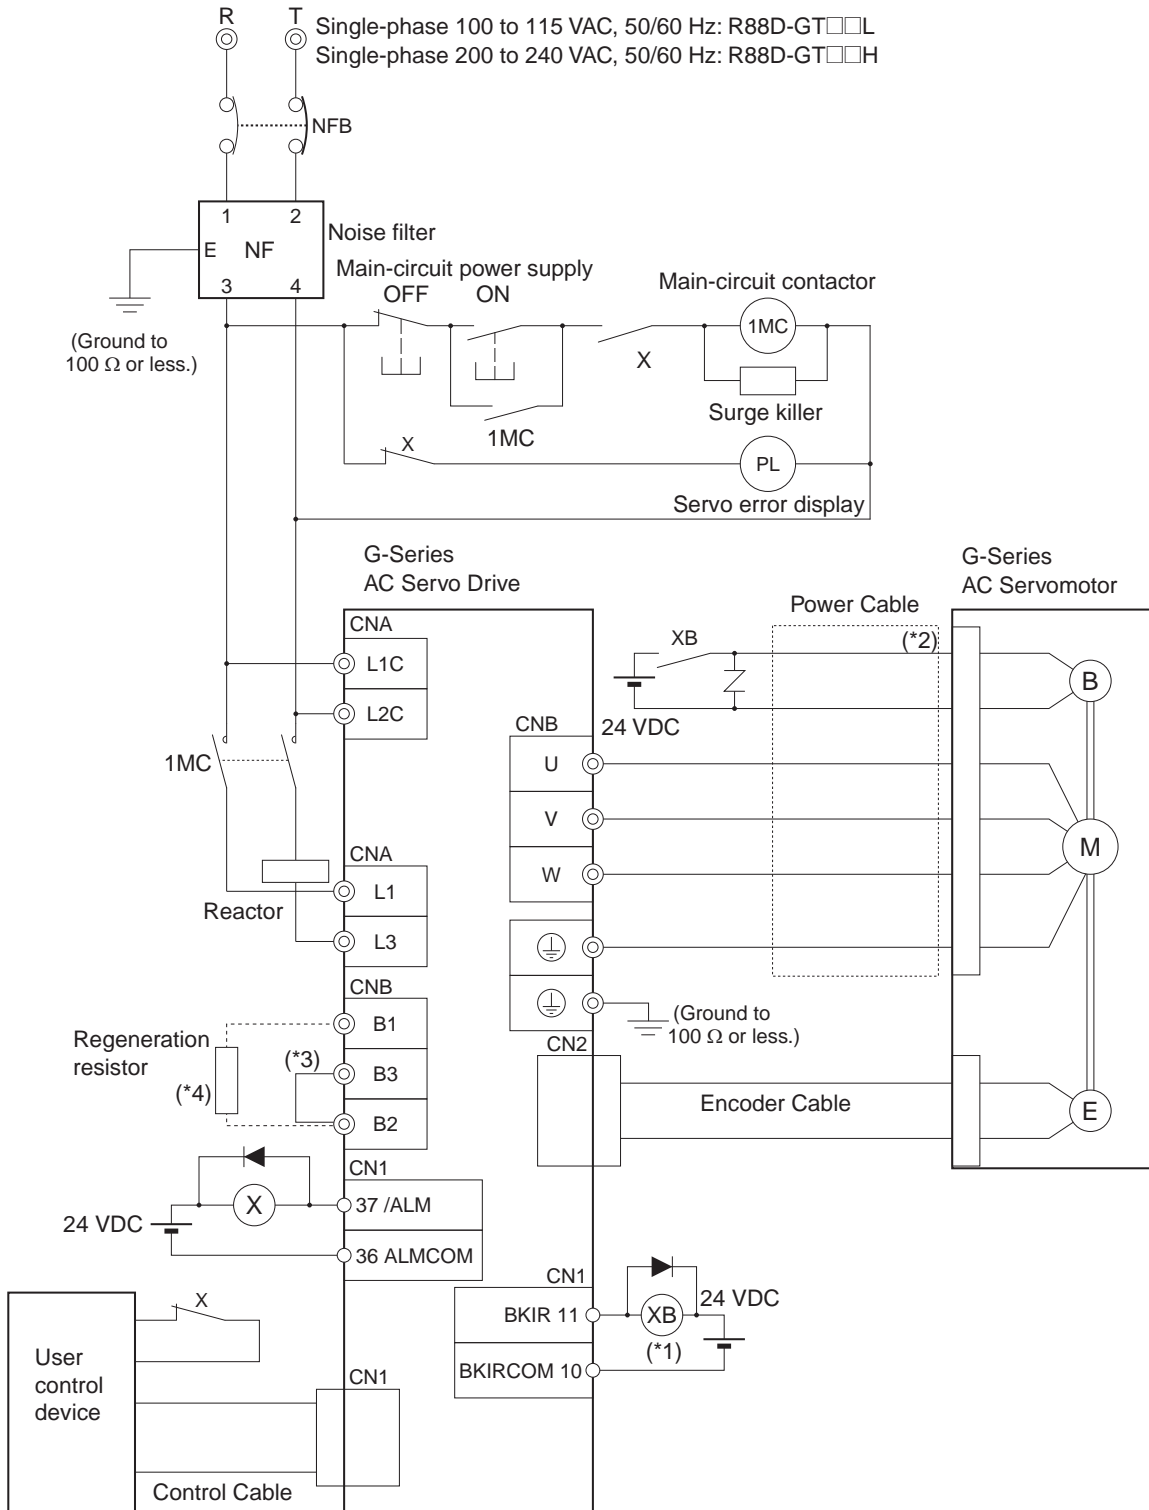 R T
Single-phase 100 to 115 VAC, 50/60 Hz: R88D-GT□□L
Single-phase 200 to 240 VAC, 50/60 Hz: R88D-GT□□H
NFB
1 2
E NF
3 4
Noise filter
(Ground to
100 Ω or less.)
Main-circuit power supply
OFF ON
Main-circuit contactor
1MC
X
Surge killer
1MC
X
PL
Servo error display
G-Series
AC Servo Drive
G-Series
AC Servomotor
Power Cable
CNA
L1C
L2C
XB
(*2)
24 VDC
B
1MC
CNB
U
V
W
M
CNA
L1
L3
Reactor
(Ground to
100 Ω or less.)
CNB
B1
B3
B2
Regeneration
resistor
(*3)
(*4)
CN2
Encoder Cable
E
CN1
37 /ALM
36 ALMCOM
X
24 VDC
CN1
BKIR 11
BKIRCOM 10
XB
(*1)
24 VDC
X
User
control
device
CN1
Control Cable